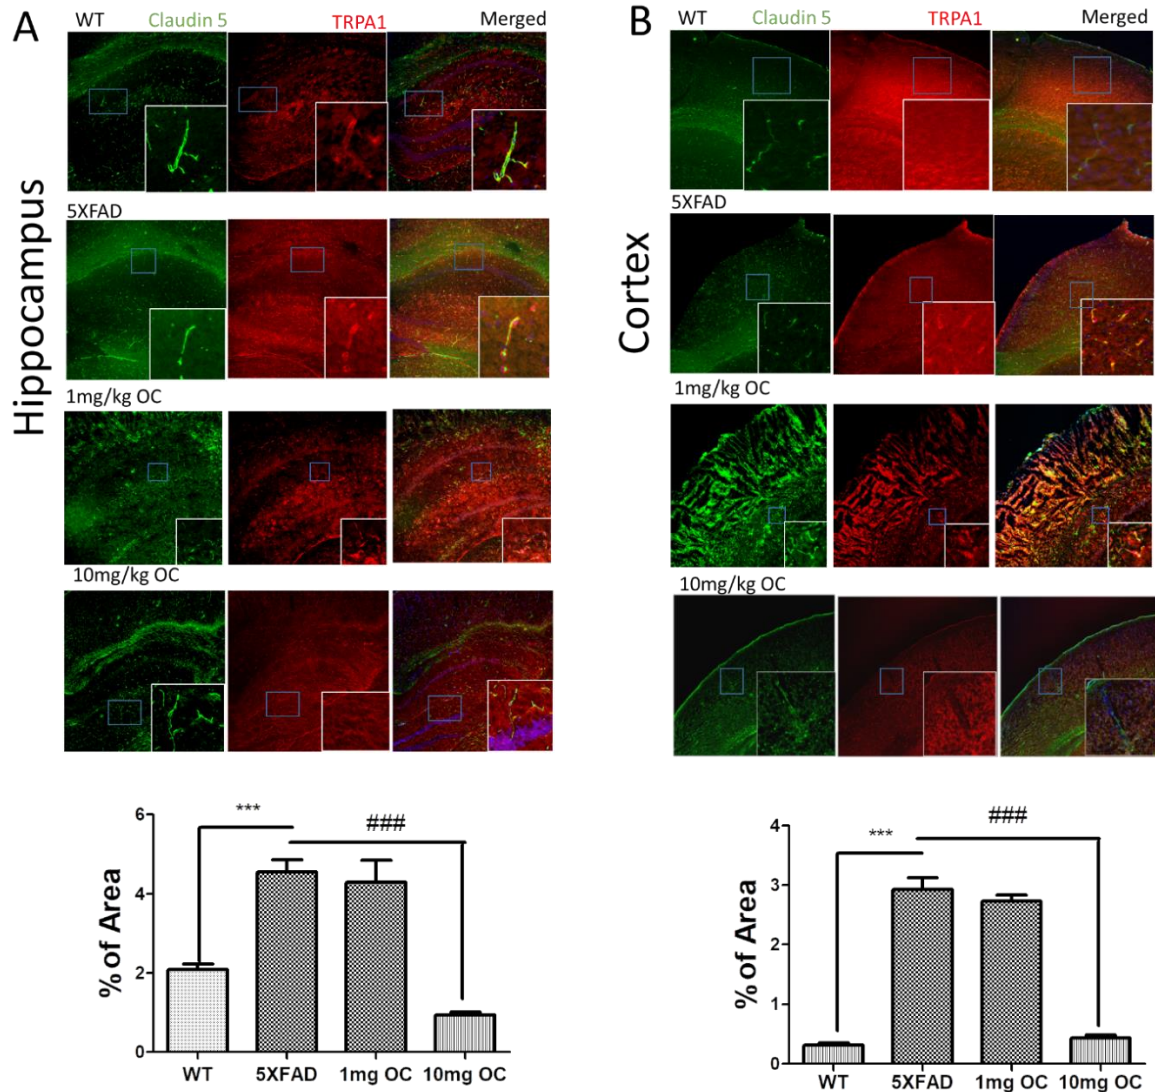 A
WT Claudin 5 TRPA1 Merged
Hippocampus
5XFAD
1mg/kg OC
10mg/kg OC
6
4
2
0
% of Area
***
###
WT 5XFAD 1mg OC 10mg OC
B
WT Claudin 5 TRPA1 Merged
Cortex
5XFAD
1mg/kg OC
10mg/kg OC
4
3
2
1
0
% of Area
***
###
WT 5XFAD 1mg OC 10mg OC